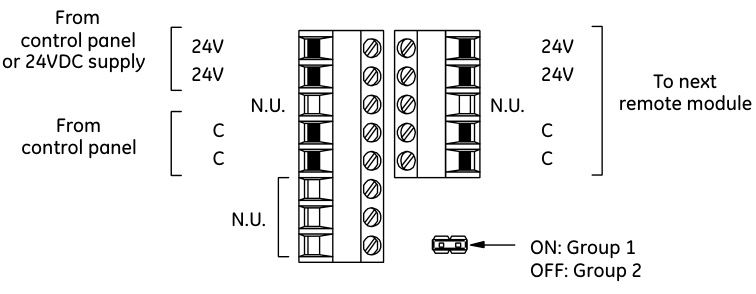 From
control panel
or 24VDC supply
24V
24V
N.U.
From
control panel
C
C
N.U.
24V
24V
N.U.
C
C
To next
remote module
ON: Group 1
OFF: Group 2